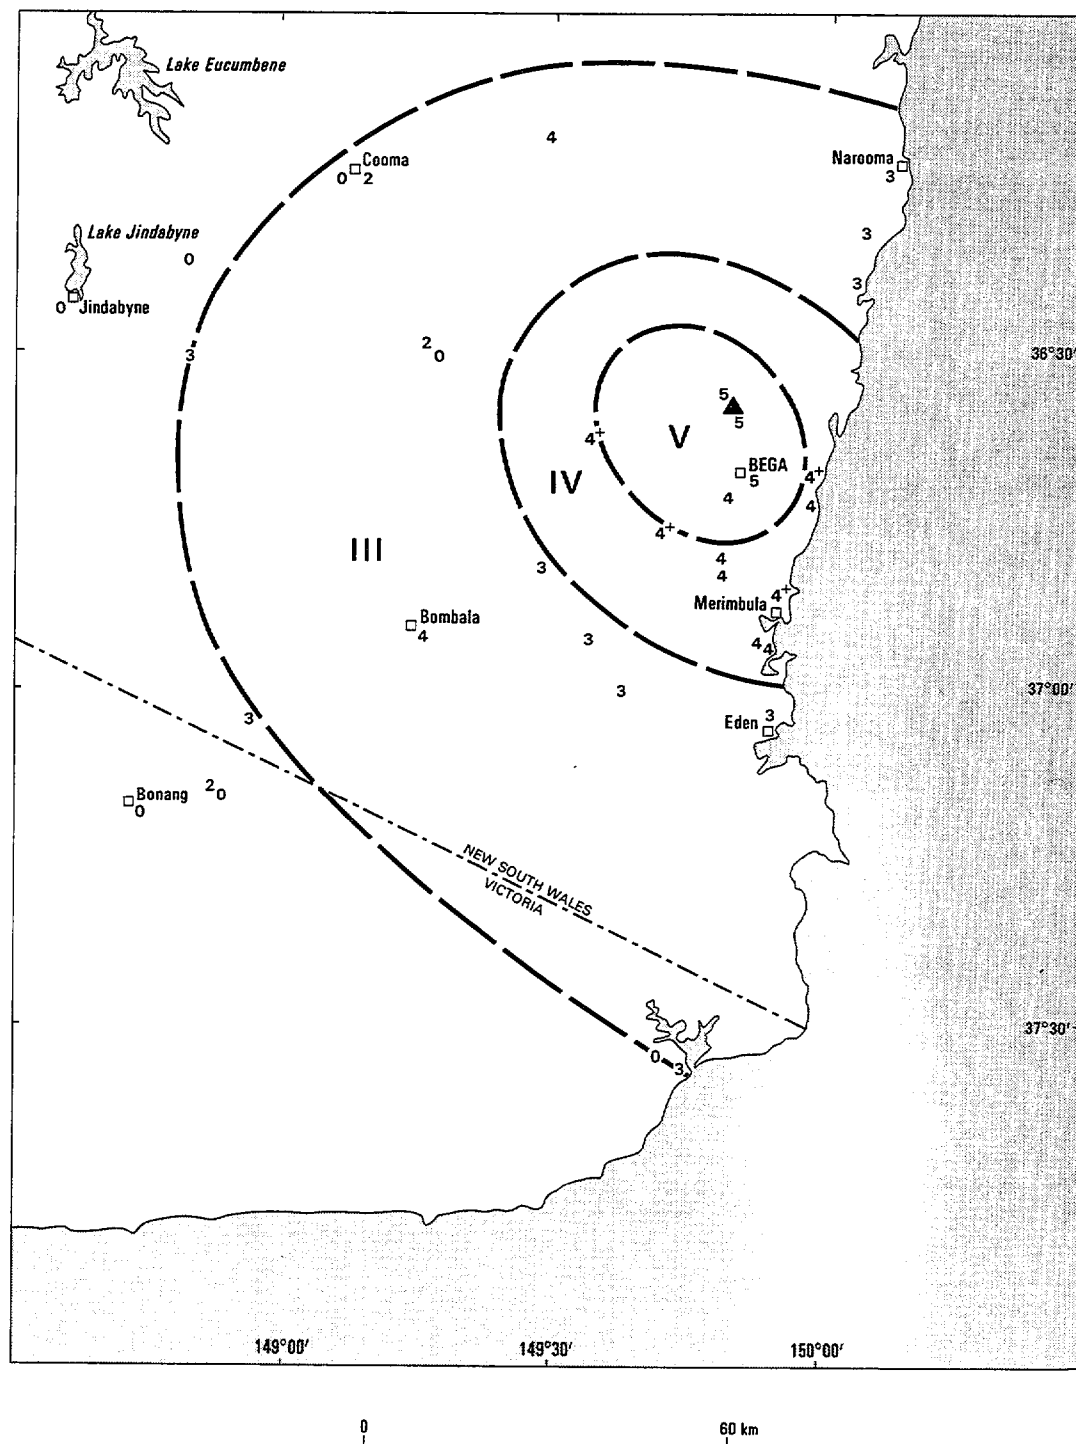 Lake Eucumbene
4
Cooma
0 2
Narooma
3
Lake Jindabyne
0
3
0 Jindabyne
3
3
2 0
36°30'
5
5
V
4+
BEGA
5
4
4+
4
IV
4+
III
4
4
3
4+
Merimbula
Bombala
4
3
4 4
3
37°00'
3
Eden
3
Bonang
0
2 0
NEW SOUTH WALES
VICTORIA
37°30'
0
3
149°00'
149°30'
150°00'
0
60 km